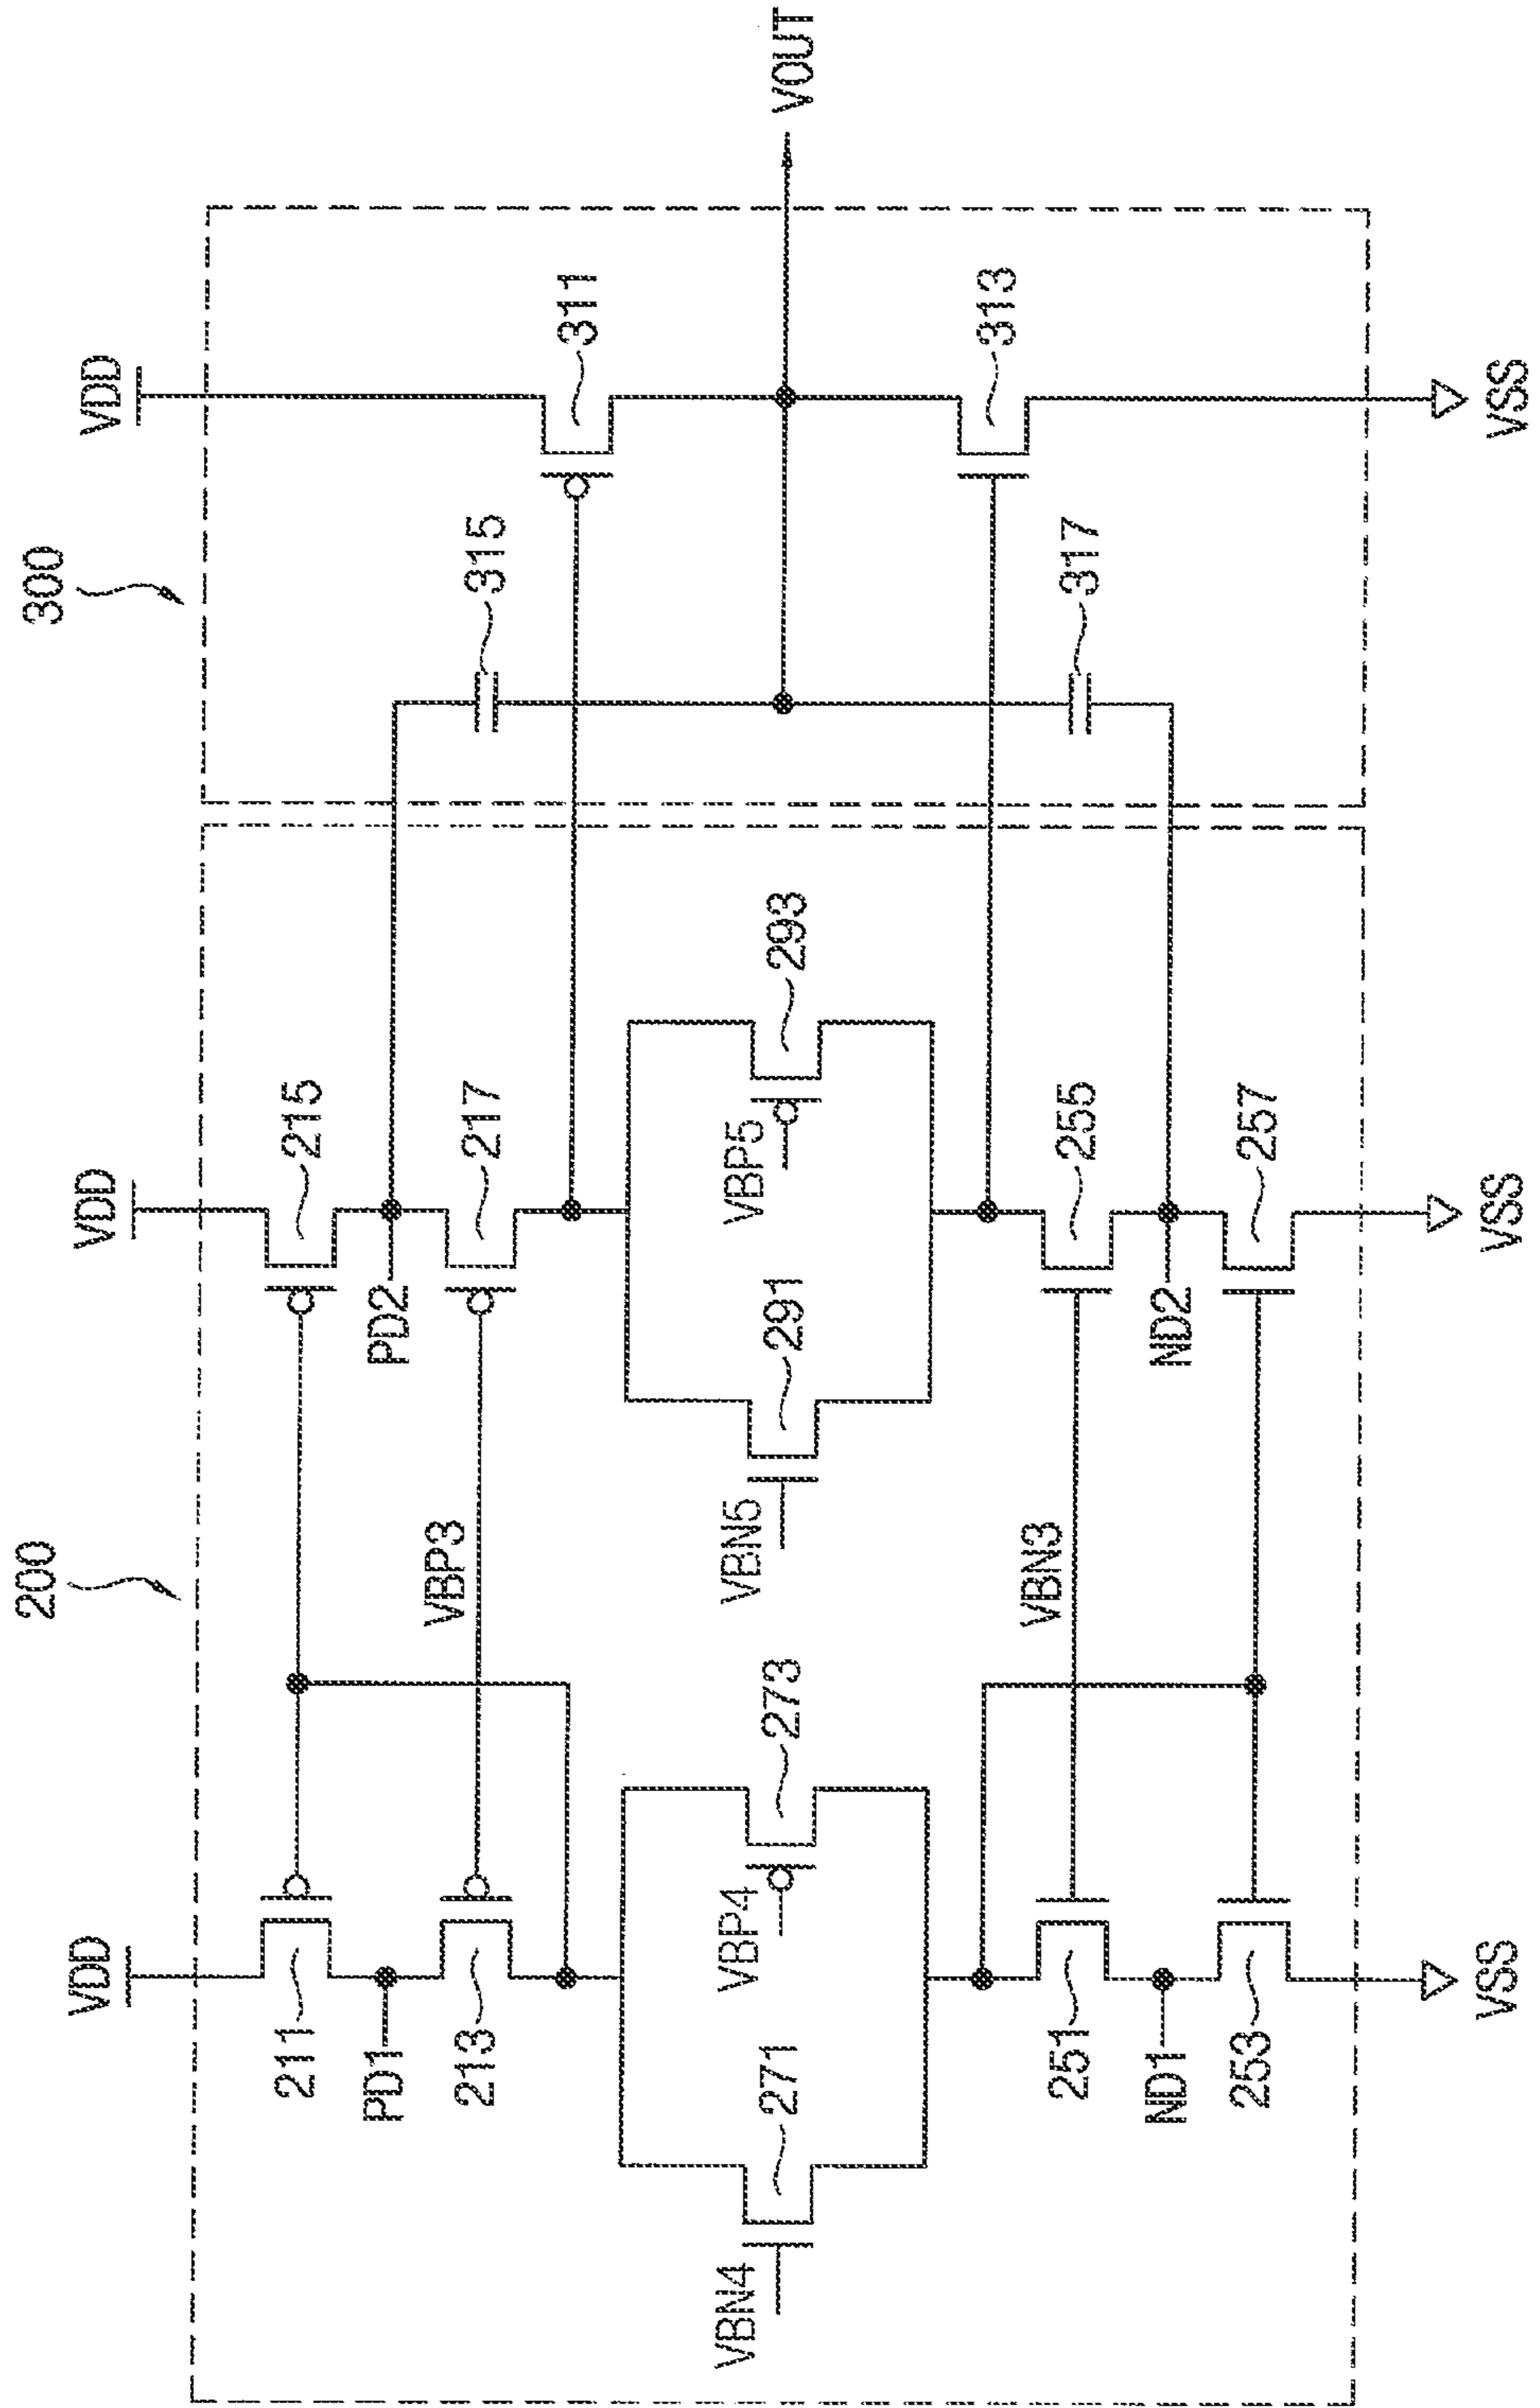 200
300
VDD
VDD
VDD
211
215
PD1
PD2
213
VBP3
217
315
311
VBN4
271
VBP4
273
VBN5
291
VBP5
293
VOUT
251
VBN3
255
317
313
ND1
ND2
253
257
VSS
VSS
VSS